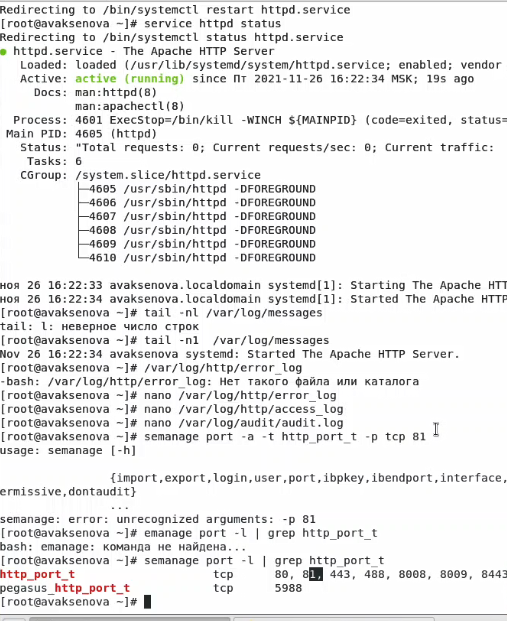 Redirecting to /bin/systemctl restart httpd.service
[root@avaksenova ~]# service httpd status
Redirecting to /bin/systemctl status httpd.service
● httpd.service - The Apache HTTP Server
Loaded: loaded (/usr/lib/systemd/system/httpd.service; enabled; vendor
Active: active (running) since Пт 2021-11-26 16:22:34 MSK; 19s ago
Docs: man:httpd(8)
man:apachectl(8)
Process: 4601 ExecStop=/bin/kill -WINCH ${MAINPID} (code=exited, status=
Main PID: 4605 (httpd)
Status: "Total requests: 0; Current requests/sec: 0; Current traffic:
Tasks: 6
CGroup: /system.slice/httpd.service
├─4605 /usr/sbin/httpd -DFOREGROUND
├─4606 /usr/sbin/httpd -DFOREGROUND
├─4607 /usr/sbin/httpd -DFOREGROUND
├─4608 /usr/sbin/httpd -DFOREGROUND
├─4609 /usr/sbin/httpd -DFOREGROUND
└─4610 /usr/sbin/httpd -DFOREGROUND
ноя 26 16:22:33 avaksenova.localdomain systemd[1]: Starting The Apache HTT
ноя 26 16:22:34 avaksenova.localdomain systemd[1]: Started The Apache HTTP
[root@avaksenova ~]# tail -nl /var/log/messages
tail: l: неверное число строк
[root@avaksenova ~]# tail -n1  /var/log/messages
Nov 26 16:22:34 avaksenova systemd: Started The Apache HTTP Server.
[root@avaksenova ~]# /var/log/http/error_log
-bash: /var/log/http/error_log: Нет такого файла или каталога
[root@avaksenova ~]# nano /var/log/http/error_log
[root@avaksenova ~]# nano /var/log/http/access_log
[root@avaksenova ~]# nano /var/log/audit/audit.log
[root@avaksenova ~]# semanage port -a -t http_port_t -p tcp 81
usage: semanage [-h]
{import,export,login,user,port,ibpkey,ibendport,interface,
ermissive,dontaudit}
...
semanage: error: unrecognized arguments: -p 81
[root@avaksenova ~]# emanage port -l | grep http_port_t
bash: emanage: команда не найдена...
[root@avaksenova ~]# semanage port -l | grep http_port_t
http_port_t tcp 80, 81, 443, 488, 8008, 8009, 8443
pegasus_http_port_t tcp 5988
[root@avaksenova ~]#